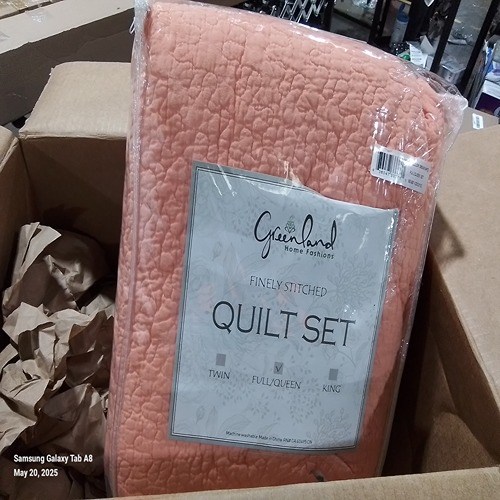 Greenland
Home Fashions
FINELY STITCHED
QUILT SET
TWIN
FULL/QUEEN
KING
Samsung Galaxy Tab A8
May 20, 2025